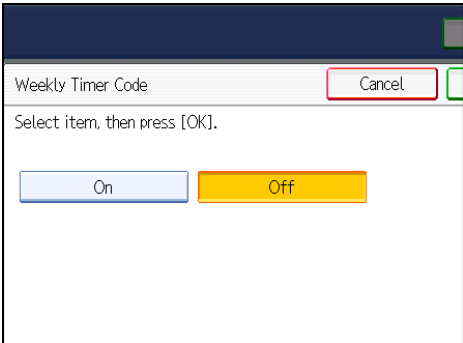 Weekly Timer Code Cancel
Select item, then press [OK].
On Off